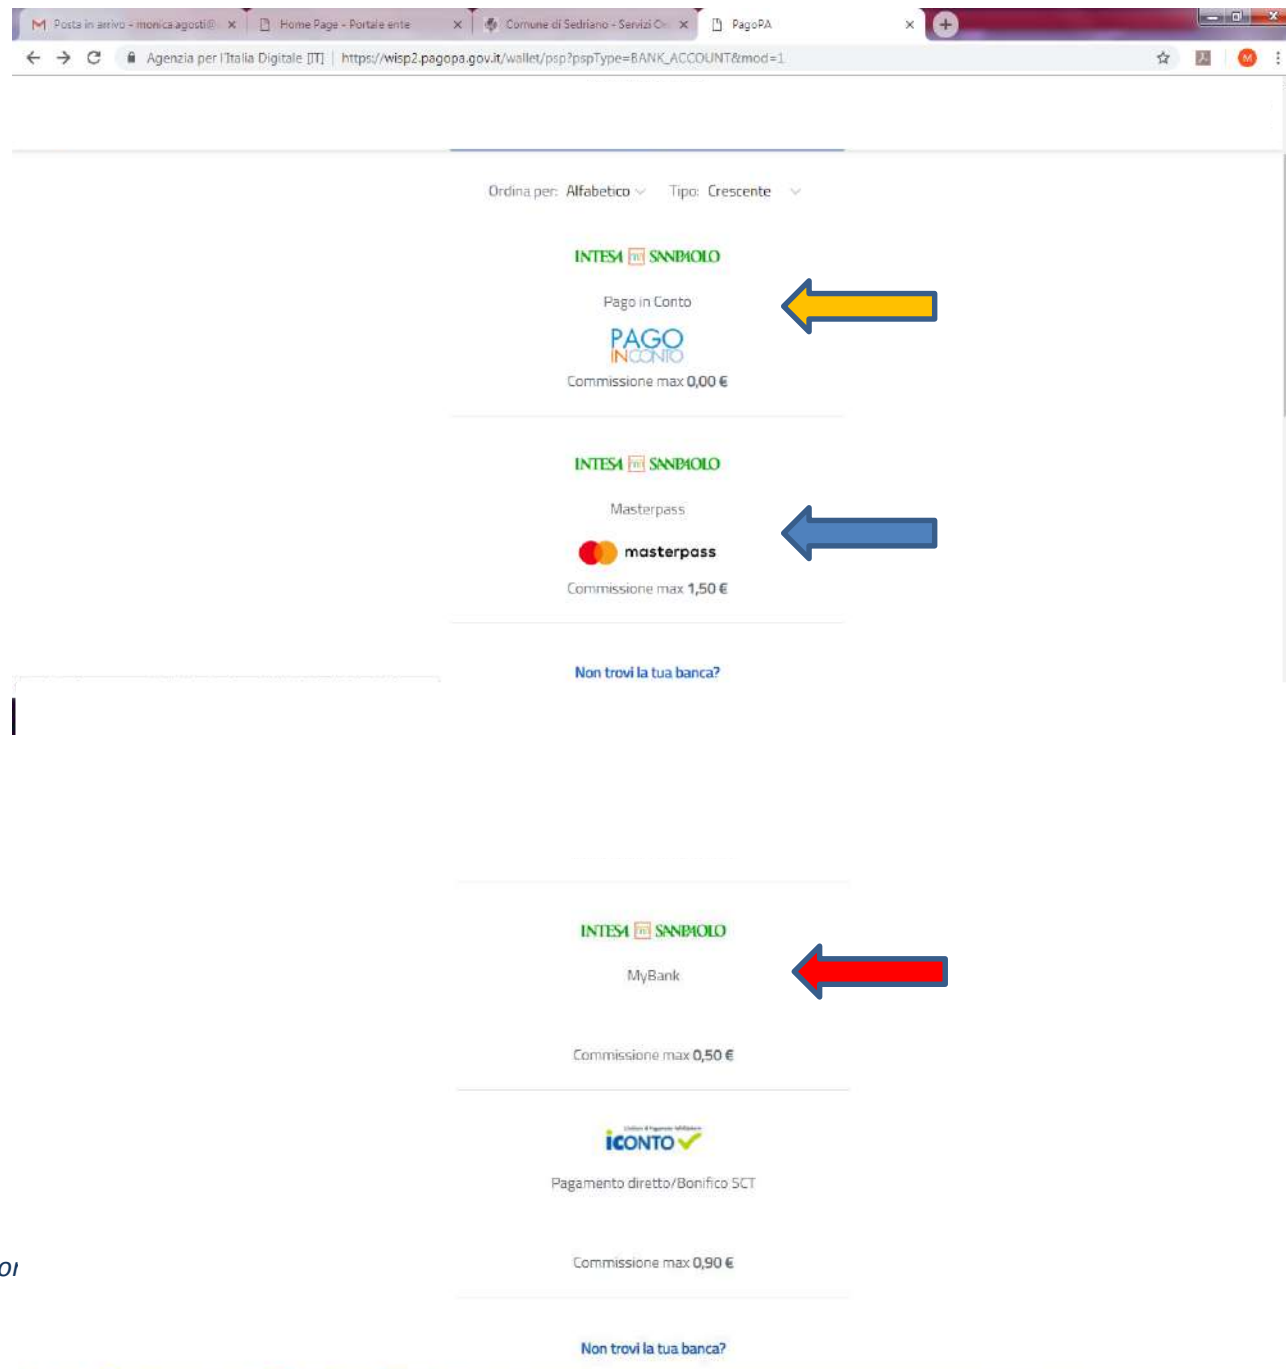 Posta in arrivo - monica.agosti@ Home Page - Portale ente Comune di Sedriano - Servizi On PagoPA
Agenzia per l'Italia Digitale [IT] | https://wisp2.pagopa.gov.it/wallet/psp?pspType=BANK_ACCOUNT&mod=1 M
Ordina per: Alfabetico Tipo: Crescente
INTESA SANPAOLO
Pago in Conto
PAGO
INCONTO
Commissione max 0,00 €
INTESA SANPAOLO
Masterpass
masterpass
Commissione max 1,50 €
Non trovi la tua banca?
INTESA SANPAOLO
MyBank
Commissione max 0,50 €
iCONTO
Pagamento diretto/Bonifico SCT
Commissione max 0,90 €
or
Non trovi la tua banca?